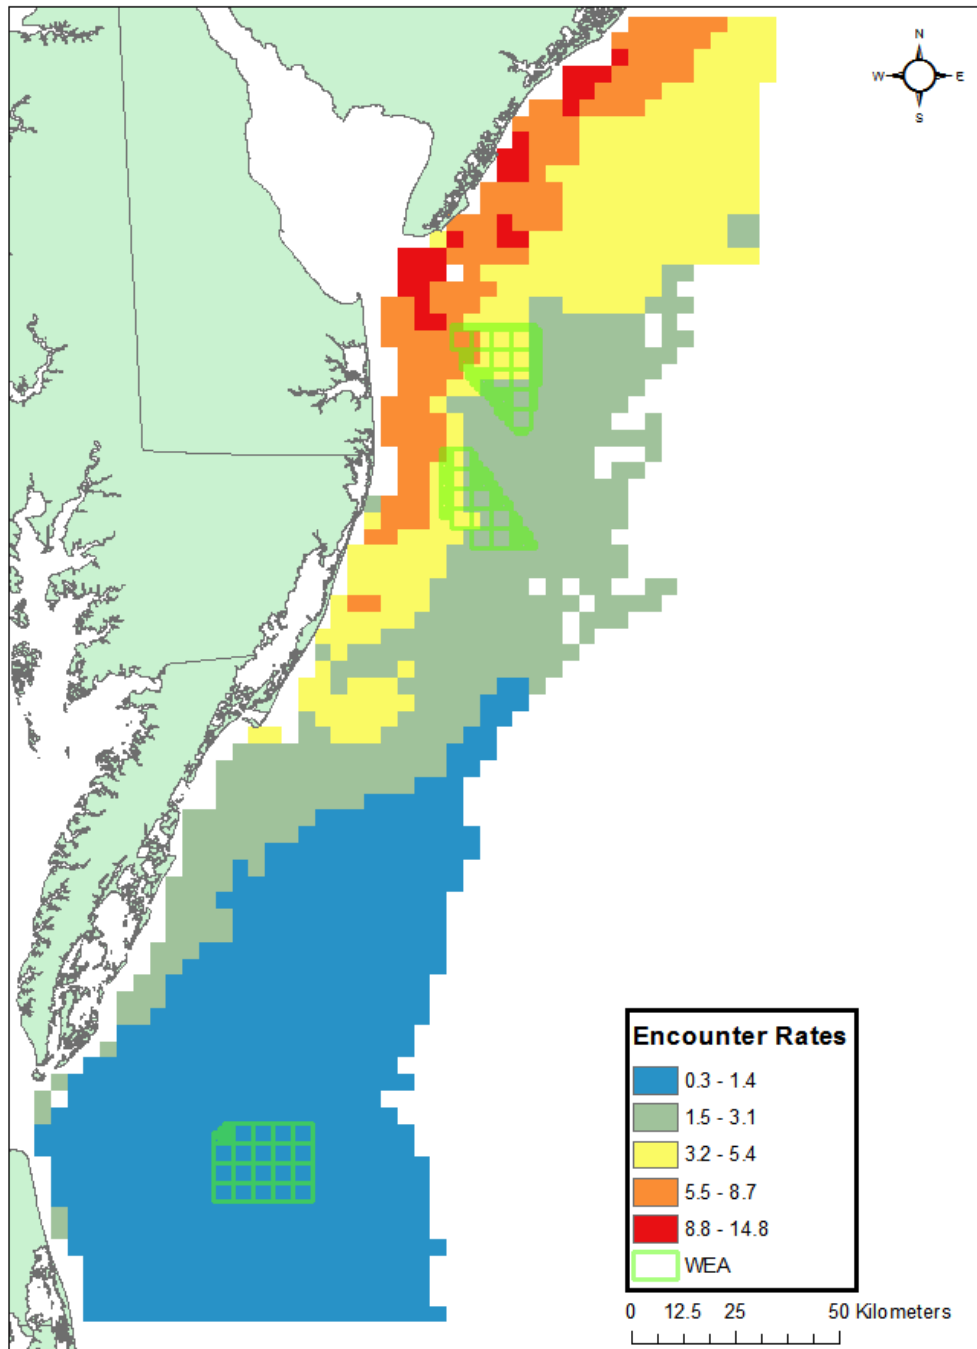 N
W E
S
Encounter Rates
0.3 - 1.4
1.5 - 3.1
3.2 - 5.4
5.5 - 8.7
8.8 - 14.8
WEA
0 12.5 25 50 Kilometers